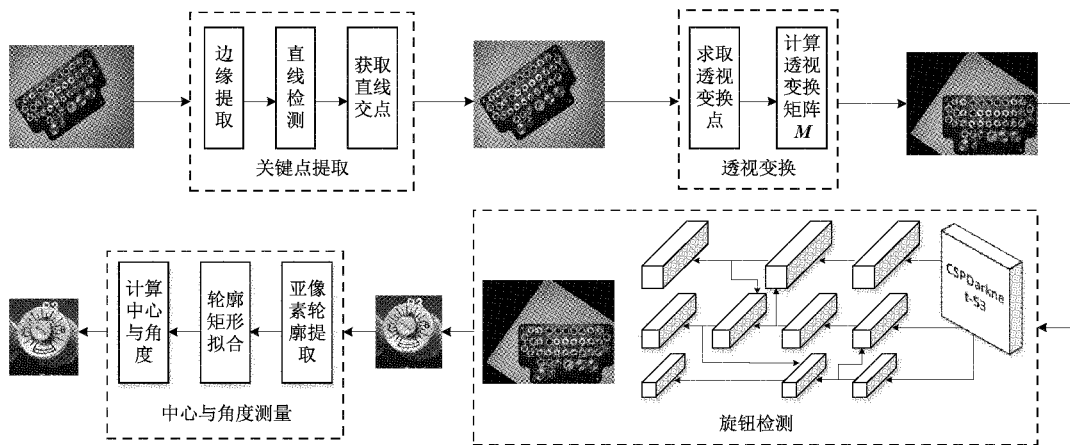 边缘提取
直线检测
获取直线交点
关键点提取
求取透视变换点
计算透视变换矩阵M
透视变换
CSPDarkne
t-53
旋钮检测
亚像素轮廓提取
轮廓矩形拟合
计算中心与角度
中心与角度测量